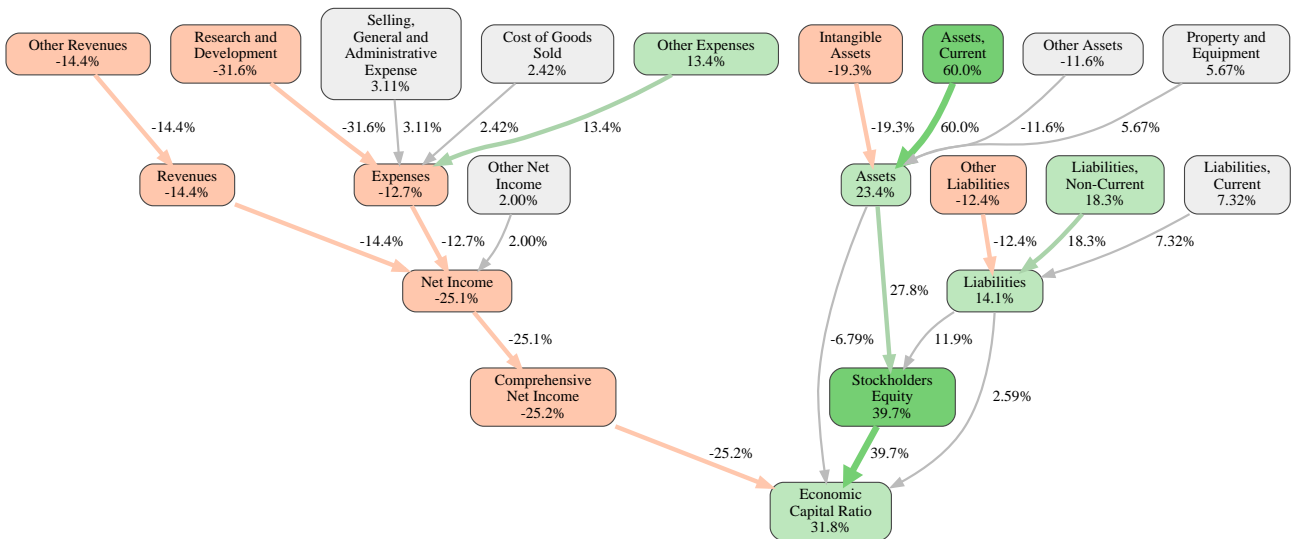 Other Revenues
-14.4%
Research and
Development
-31.6%
Selling,
General and
Administrative
Expense
3.11%
Cost of Goods
Sold
2.42%
Other Expenses
13.4%
Intangible
Assets
-19.3%
Assets,
Current
60.0%
Other Assets
-11.6%
Property and
Equipment
5.67%
-14.4%
-31.6%
3.11%
2.42%
13.4%
-19.3%
60.0%
-11.6%
5.67%
Revenues
-14.4%
Expenses
-12.7%
Other Net
Income
2.00%
Assets
23.4%
Other
Liabilities
-12.4%
Liabilities,
Non-Current
18.3%
Liabilities,
Current
7.32%
-14.4%
-12.7%
2.00%
-12.4%
18.3%
7.32%
Net Income
-25.1%
Liabilities
14.1%
27.8%
-25.1%
-6.79%
11.9%
Comprehensive
Net Income
-25.2%
Stockholders
Equity
39.7%
2.59%
-25.2%
39.7%
Economic
Capital Ratio
31.8%